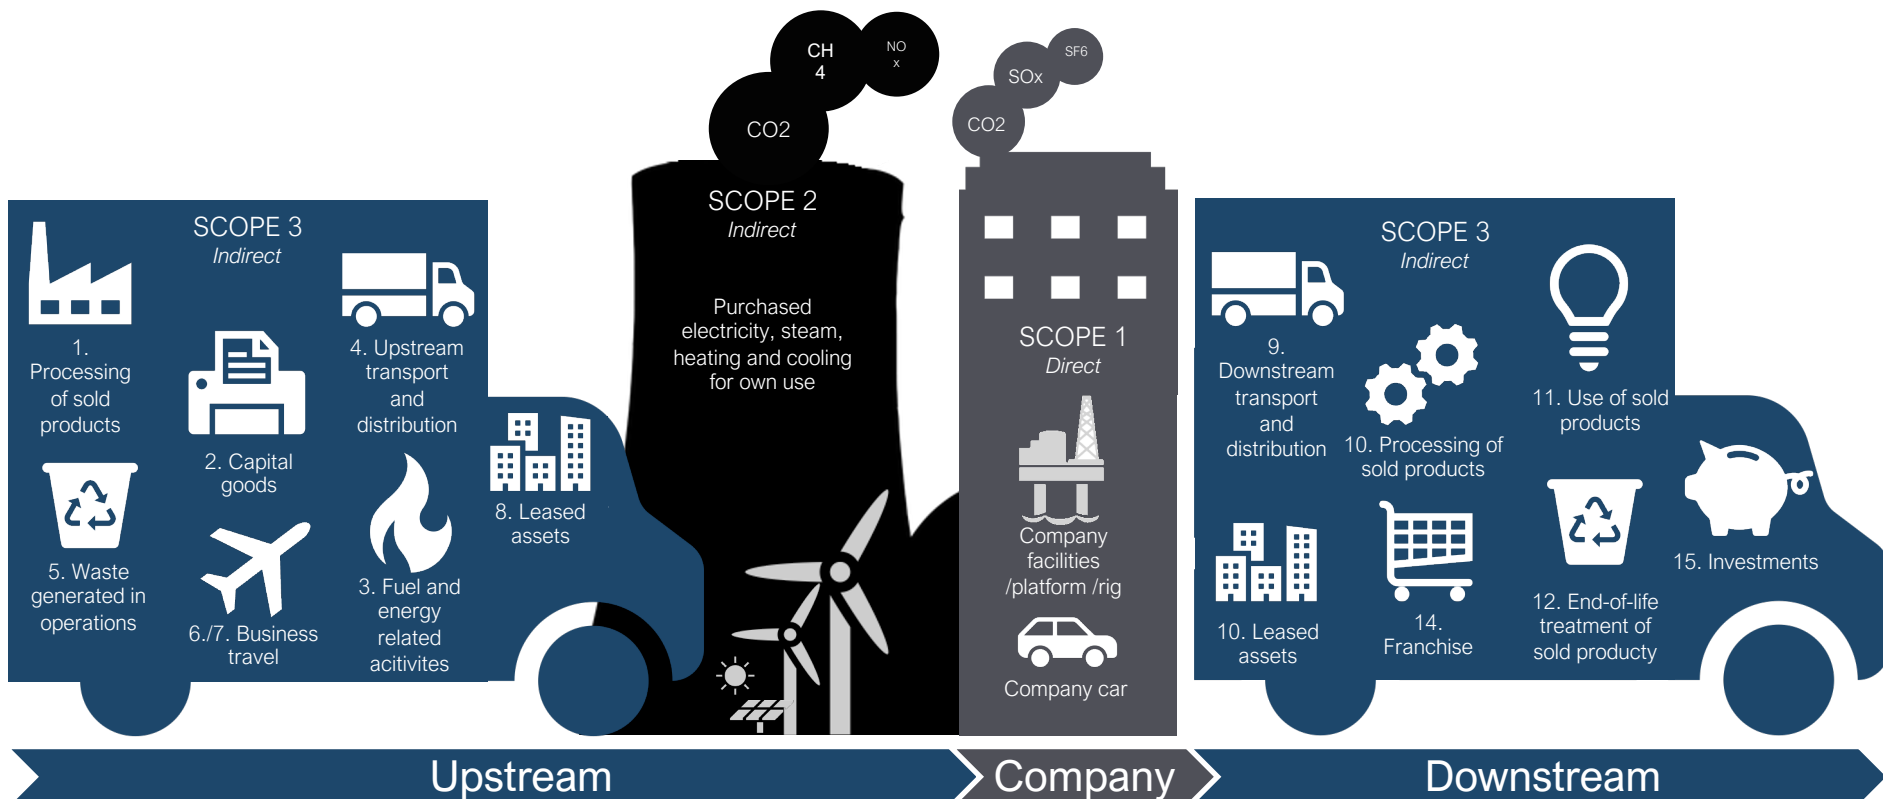 CH
4
NO
x
CO2
SF6
SOx
CO2
SCOPE 3
Indirect
1.
Processing
of sold
products
2. Capital
goods
4. Upstream
transport
and
distribution
5. Waste
generated in
operations
6./7. Business
travel
3. Fuel and
energy
related
acitivites
8. Leased
assets
SCOPE 2
Indirect
Purchased
electricity, steam,
heating and cooling
for own use
SCOPE 1
Direct
Company
facilities
/platform /rig
Company car
SCOPE 3
Indirect
9.
Downstream
transport
and
distribution
10. Processing of
sold products
11. Use of sold
products
10. Leased
assets
14.
Franchise
12. End-of-life
treatment of
sold producty
15. Investments
Upstream
Company
Downstream